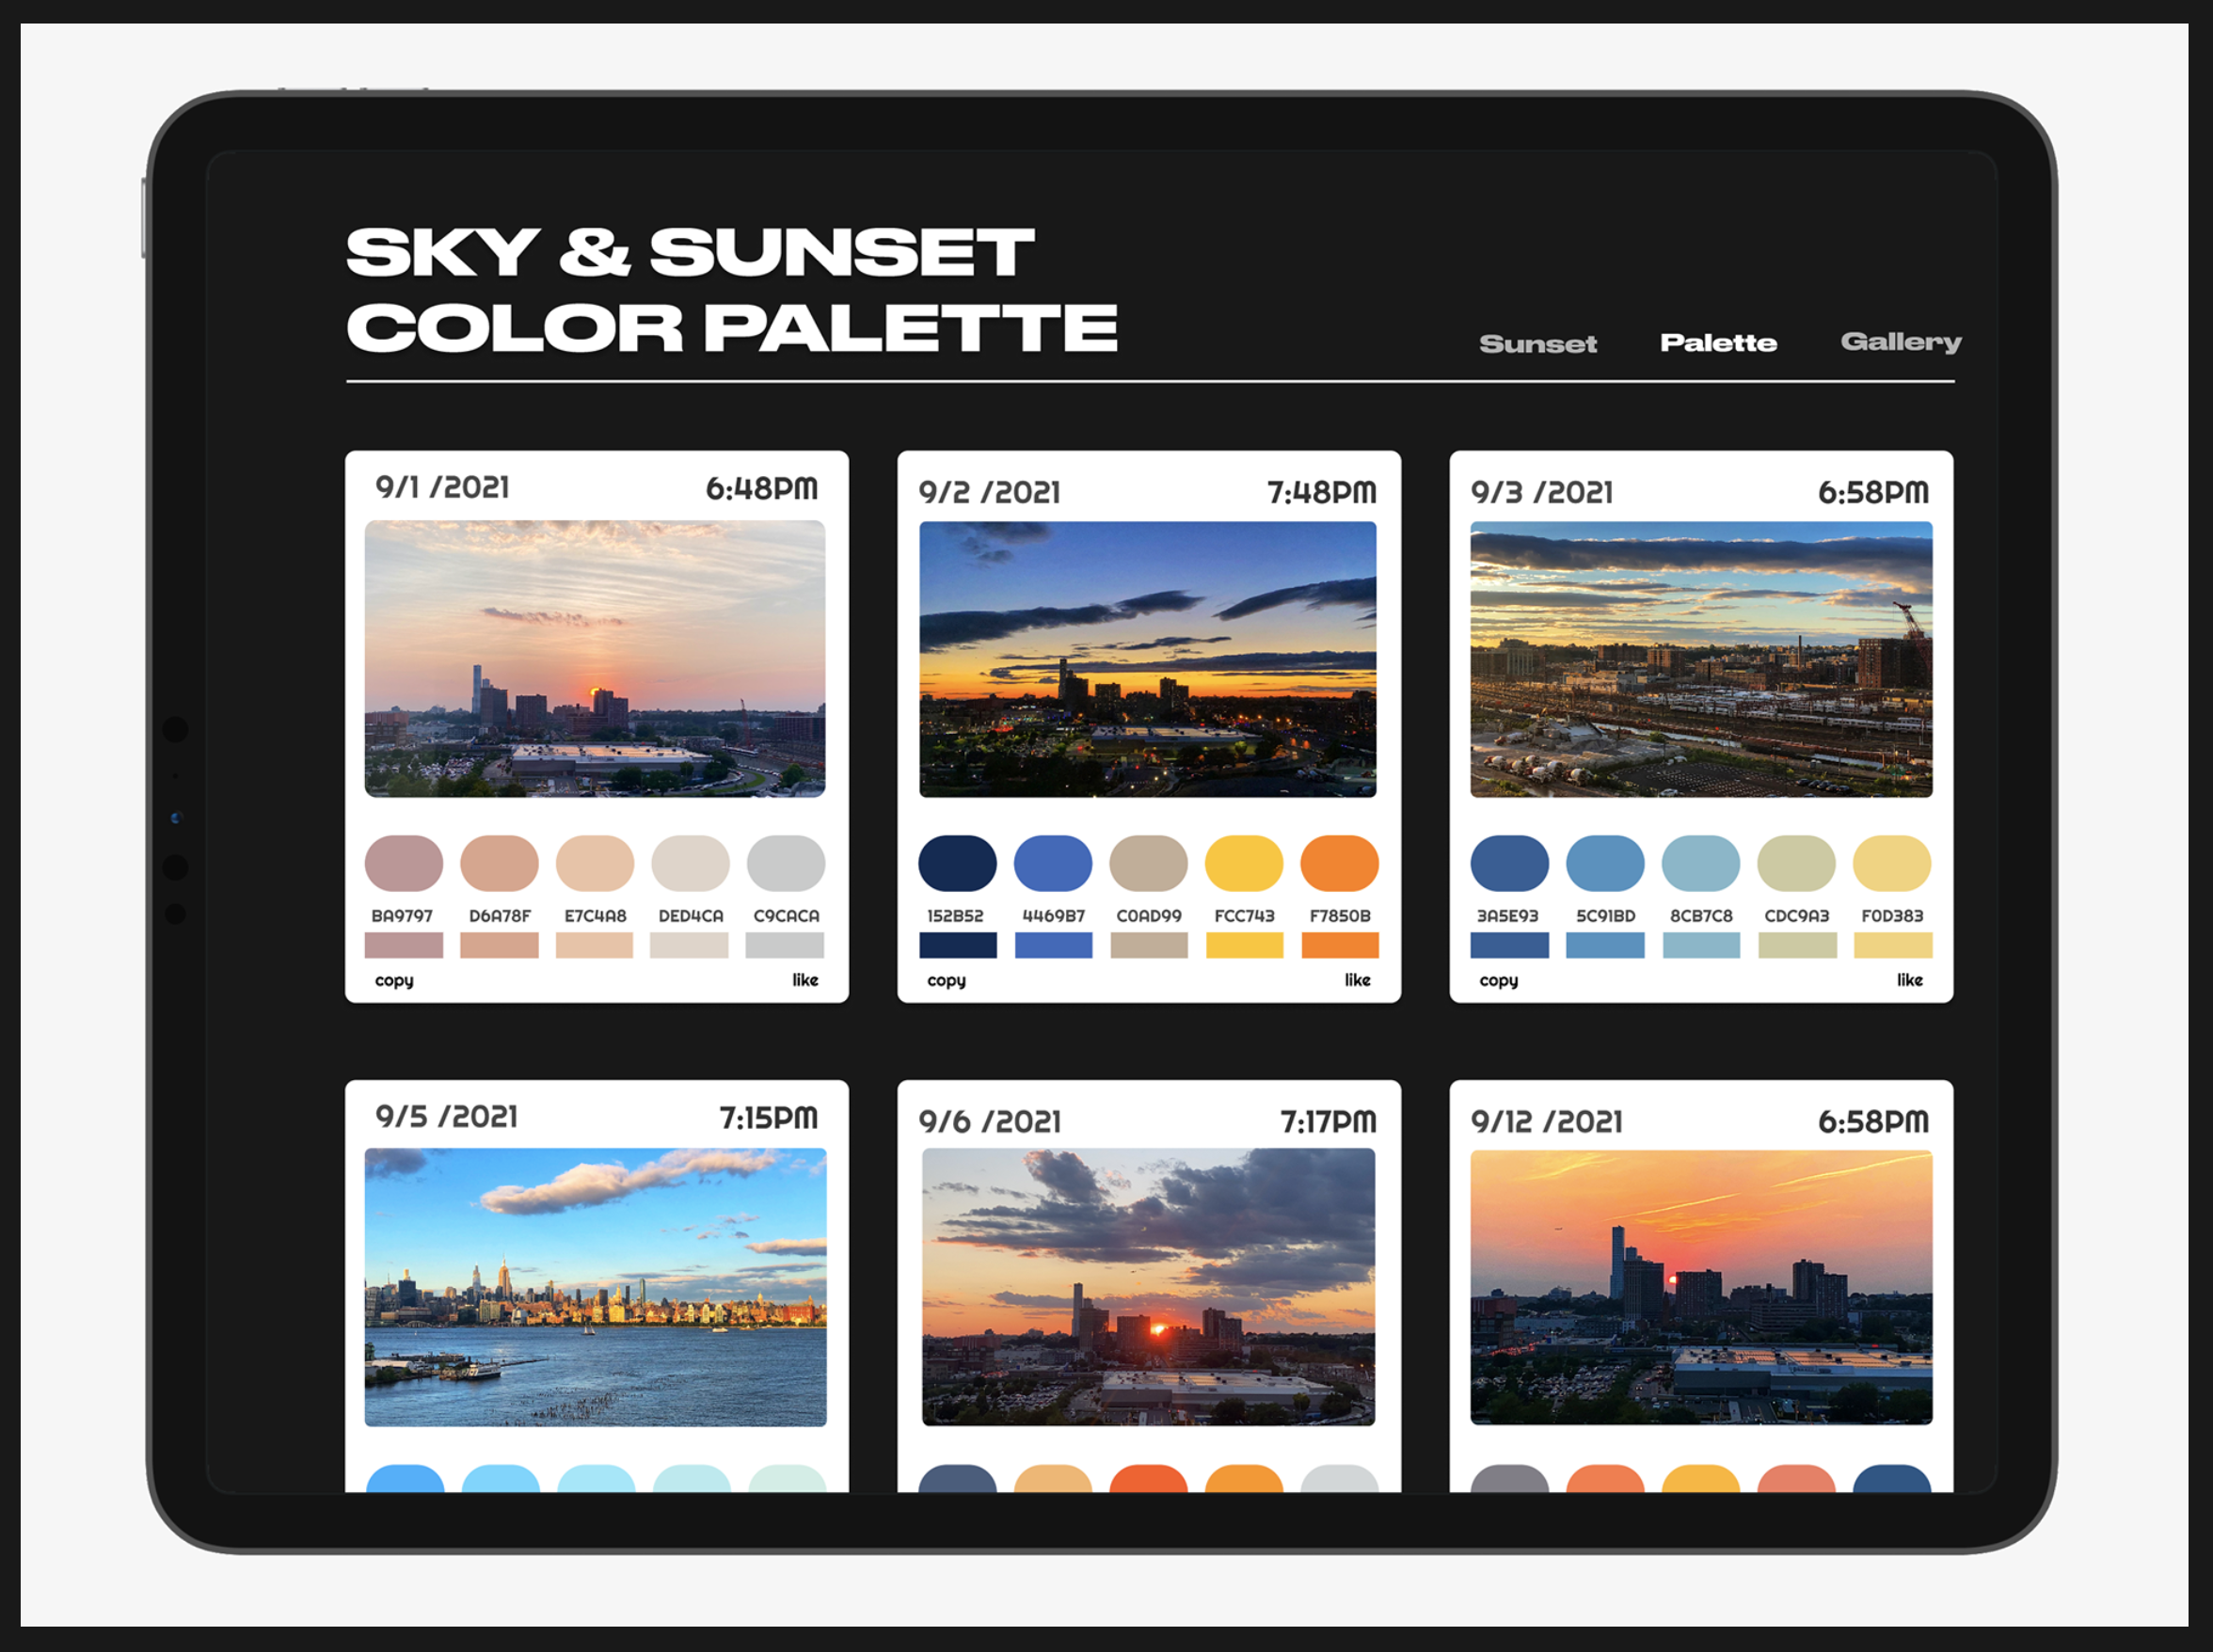 SKY & SUNSET
COLOR PALETTE
Sunset Palette Gallery
9/1 /2021 6:48PM
BA9797 D6A78F E7C4A8 DED4CA C9CACA
copy like
9/2 /2021 7:48PM
152B52 4469B7 C0AD99 FCC743 F7850B
copy like
9/3 /2021 6:58PM
3A5E93 5C91BD 8CB7C8 CDC9A3 F0D383
copy like
9/5 /2021 7:15PM
9/6 /2021 7:17PM
9/12 /2021 6:58PM